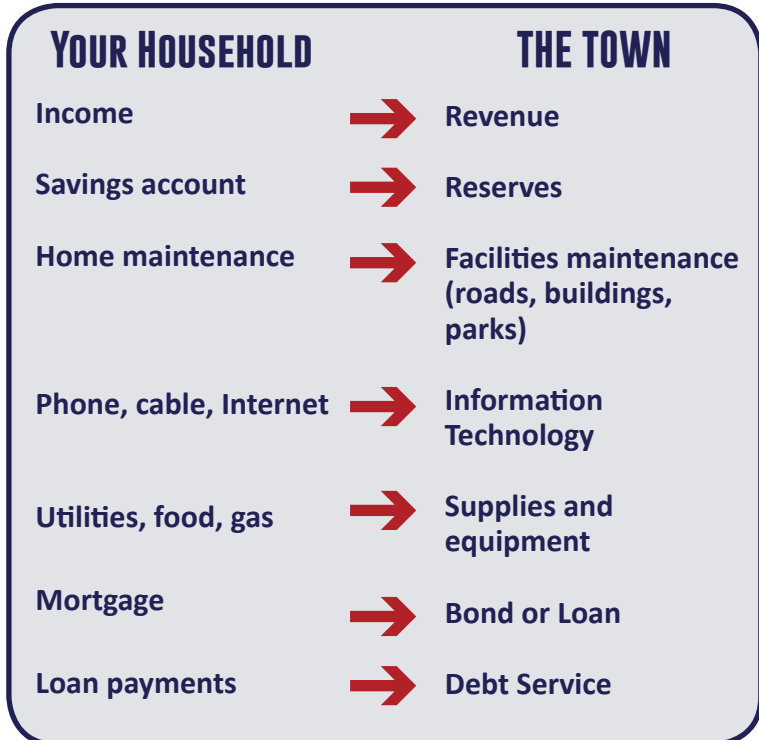 YOUR HOUSEHOLD THE TOWN
Income Revenue
Savings account Reserves
Home maintenance Facilities maintenance
(roads, buildings,
parks)
Phone, cable, Internet Information
Technology
Utilities, food, gas Supplies and
equipment
Mortgage Bond or Loan
Loan payments Debt Service